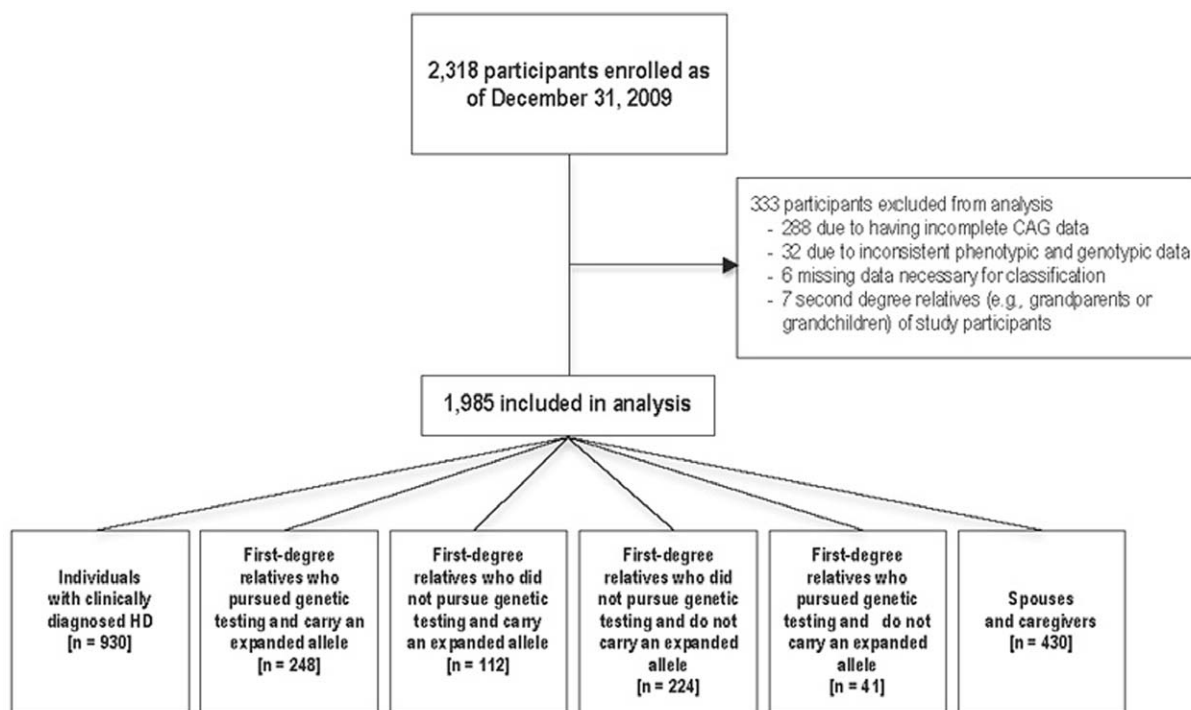 2,318 participants enrolled as
of December 31, 2009
333 participants excluded from analysis
- 288 due to having incomplete CAG data
- 32 due to inconsistent phenotypic and genotypic data
- 6 missing data necessary for classification
- 7 second degree relatives (e.g., grandparents or
grandchildren) of study participants
1,985 included in analysis
Individuals
with clinically
diagnosed HD
[n = 930]
First-degree
relatives who
pursued genetic
testing and carry an
expanded allele
[n = 248]
First-degree
relatives who did
not pursue genetic
testing and carry
an expanded allele
[n = 112]
First-degree
relatives who did
not pursue genetic
testing and do not
carry an expanded
allele
[n = 224]
First-degree
relatives who
pursued genetic
testing and do not
carry an expanded
allele
[n = 41]
Spouses
and caregivers
[n = 430]